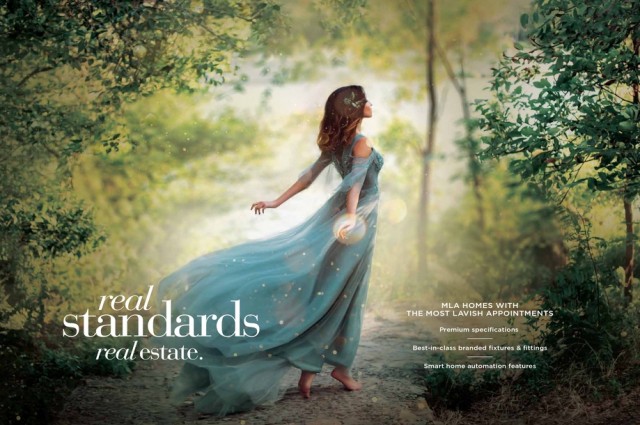 real
standards
real estate.
MLA HOMES WITH
THE MOST LAVISH APPOINTMENTS
Premium specifications
Best-in-class branded fixtures & fittings
Smart home automation features